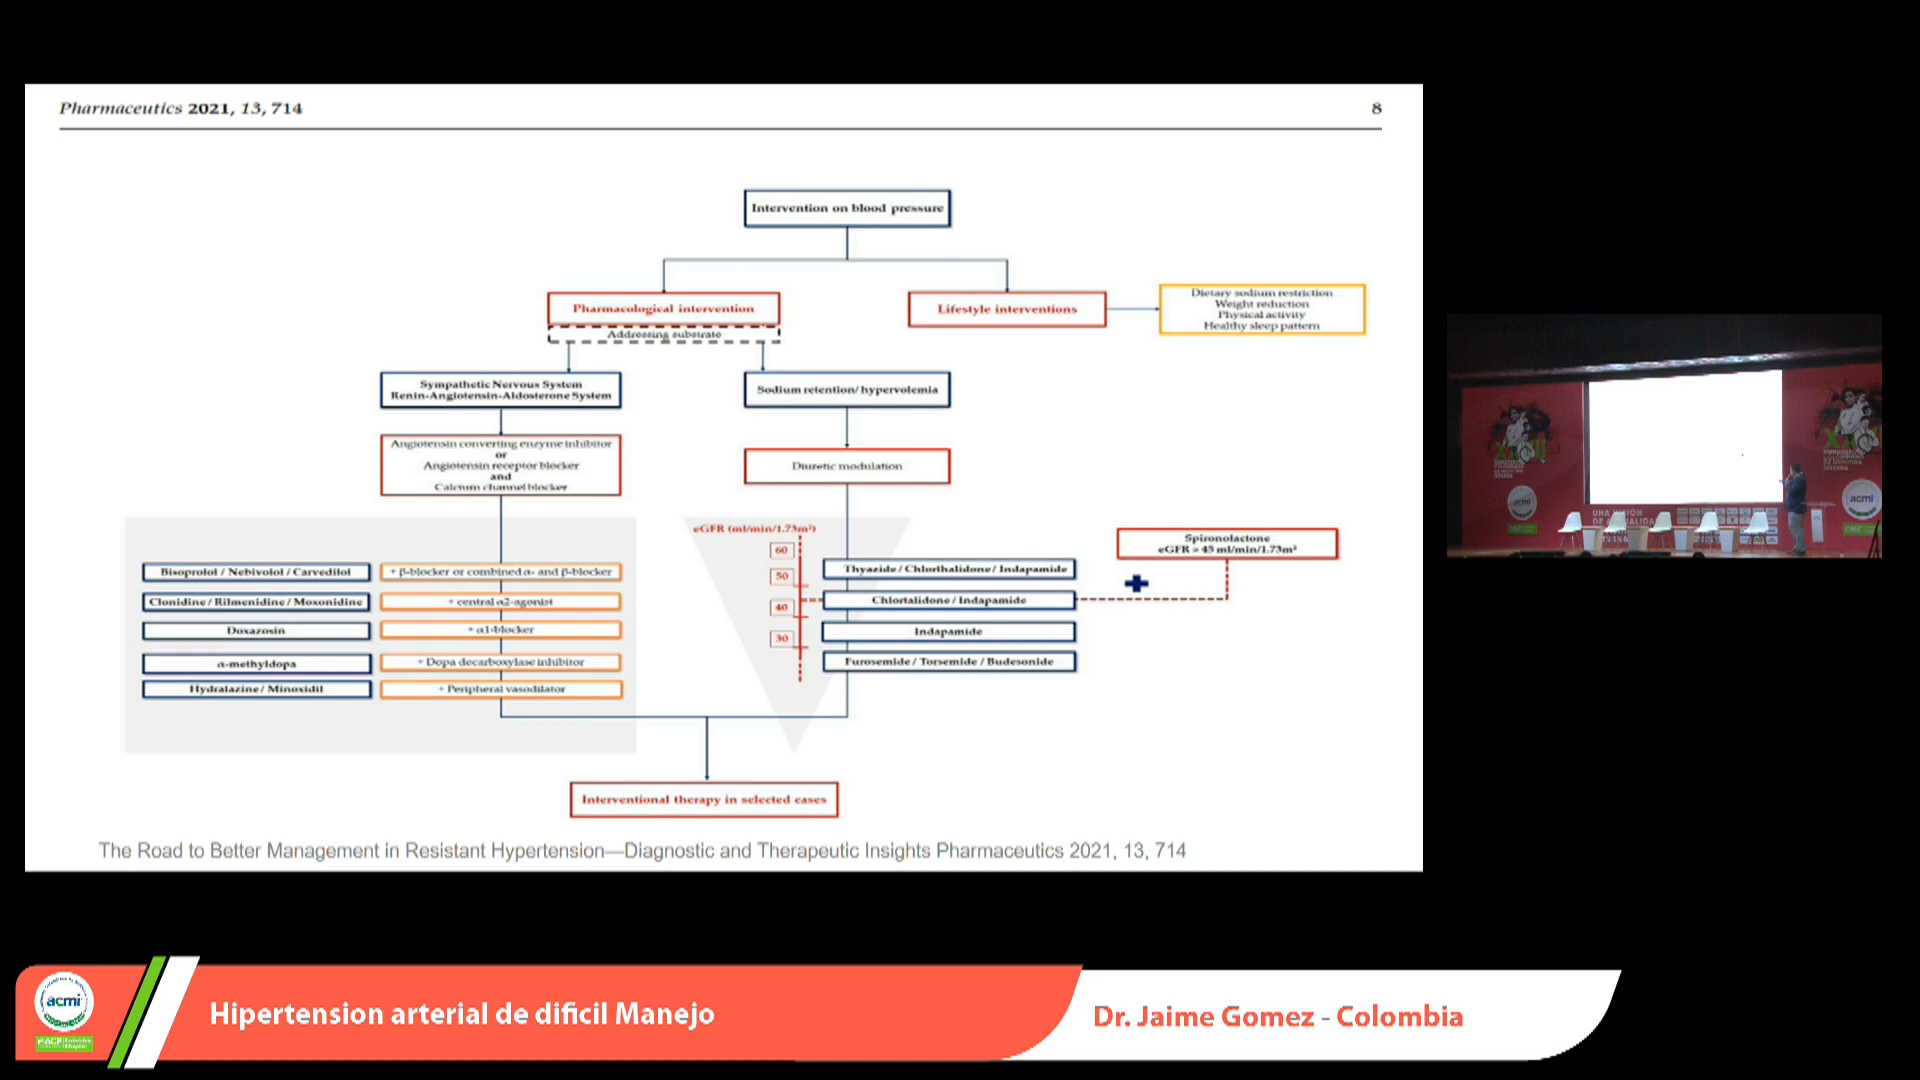 Pharmaceutics 2021, 13, 714
8
Intervention on blood pressure
Pharmacological intervention
Addressing substrate
Lifestyle interventions
Dietary sodium restriction
Weight reduction
Physical activity
Healthy sleep pattern
Sympathetic Nervous System
Renin-Angiotensin-Aldosterone System
Sodium retention/ hypervolemia
Angiotensin converting enzyme inhibitor
or
Angiotensin receptor blocker
and
Calcium channel blocker
Diuretic modulation
Bisoprolol / Nebivolol / Carvedilol
+ β-blocker or combined α- and β-blocker
Clonidine / Rilmenidine / Moxonidine
+ central α2-agonist
Doxazosin
+ α1-blocker
α-methyldopa
+ Dopa decarboxylase inhibitor
Hydralazine / Minoxidil
+ Peripheral vasodilator
eGFR (ml/min/1.73m²)
60
50
40
30
Thyazide / Chlorthalidone / Indapamide
Chlortalidone / Indapamide
Indapamide
Furosemide / Torsemide / Budesonide
Spironolactone
eGFR > 45 ml/min/1.73m²
Interventional therapy in selected cases
The Road to Better Management in Resistant Hypertension—Diagnostic and Therapeutic Insights Pharmaceutics 2021, 13, 714
acmi
acmi
UNA VISIÓN
acmi
Hipertension arterial de dificil Manejo
Dr. Jaime Gomez - Colombia